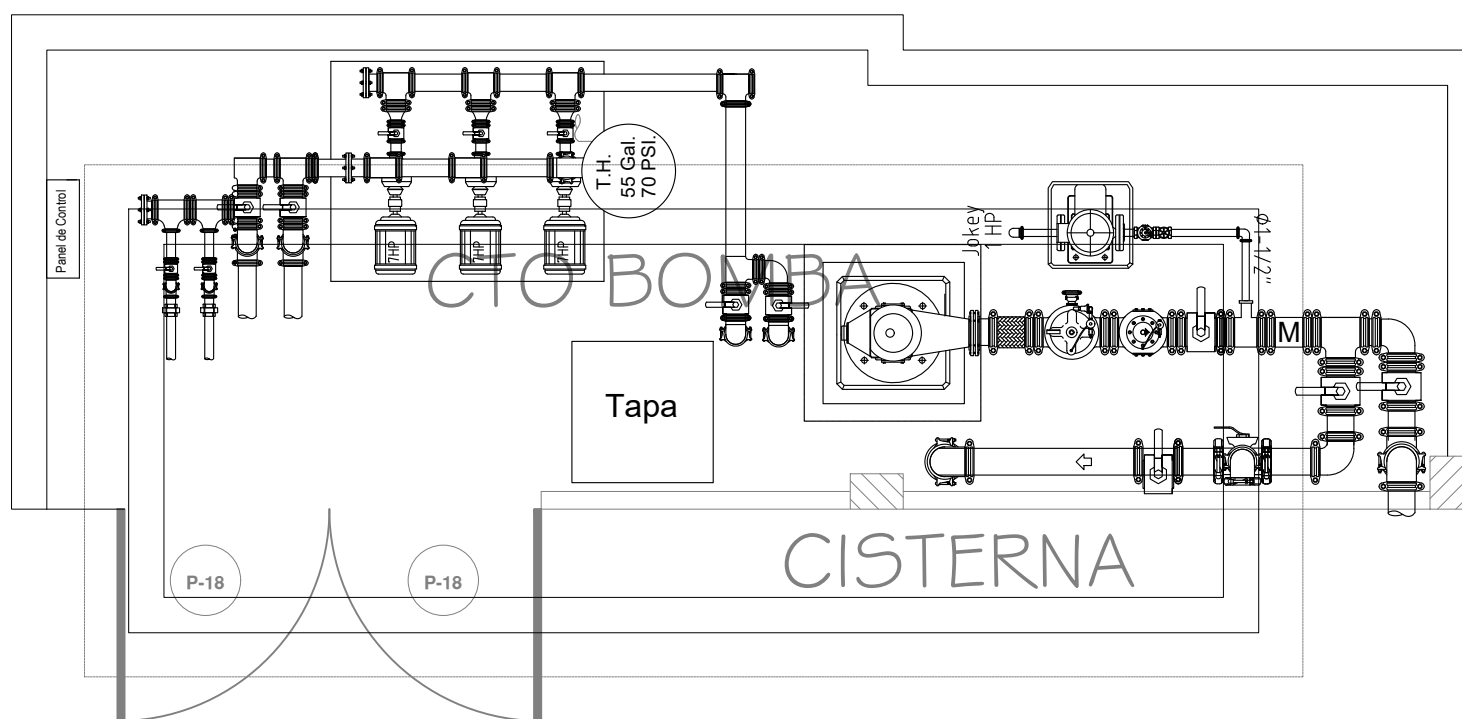 T.H.
55 Gal.
70 PSI.
Panel de Control
Jokey
1 HP
ϕ1-1/2"
7HP
7HP
7HP
CTO BOMBA
M
Tapa
CISTERNA
P-18
P-18